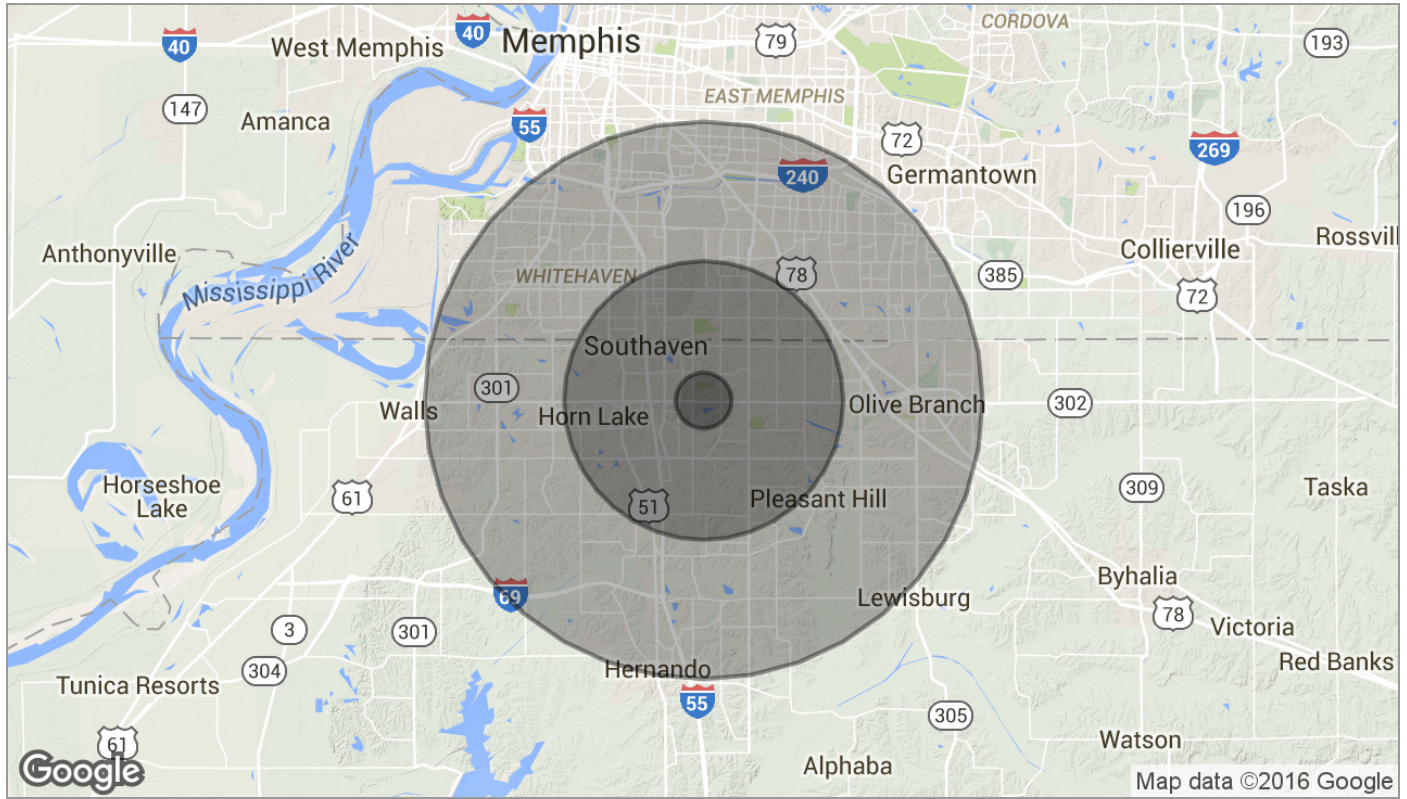 CORDOVA
40
West Memphis
40
Memphis
79
193
147
EAST MEMPHIS
Amanca
55
72
269
240
Germantown
196
Anthonyville
Rossvill
Collierville
Mississippi River
WHITEHAVEN
78
385
72
Southaven
301
Walls
Horn Lake
Olive Branch
302
Horseshoe
Lake
61
51
Pleasant Hill
309
Taska
69
Byhalia
Lewisburg
78
3
301
Victoria
304
Hernando
Red Banks
Tunica Resorts
55
305
61
Watson
Google
Alphaba
Map data ©2016 Google